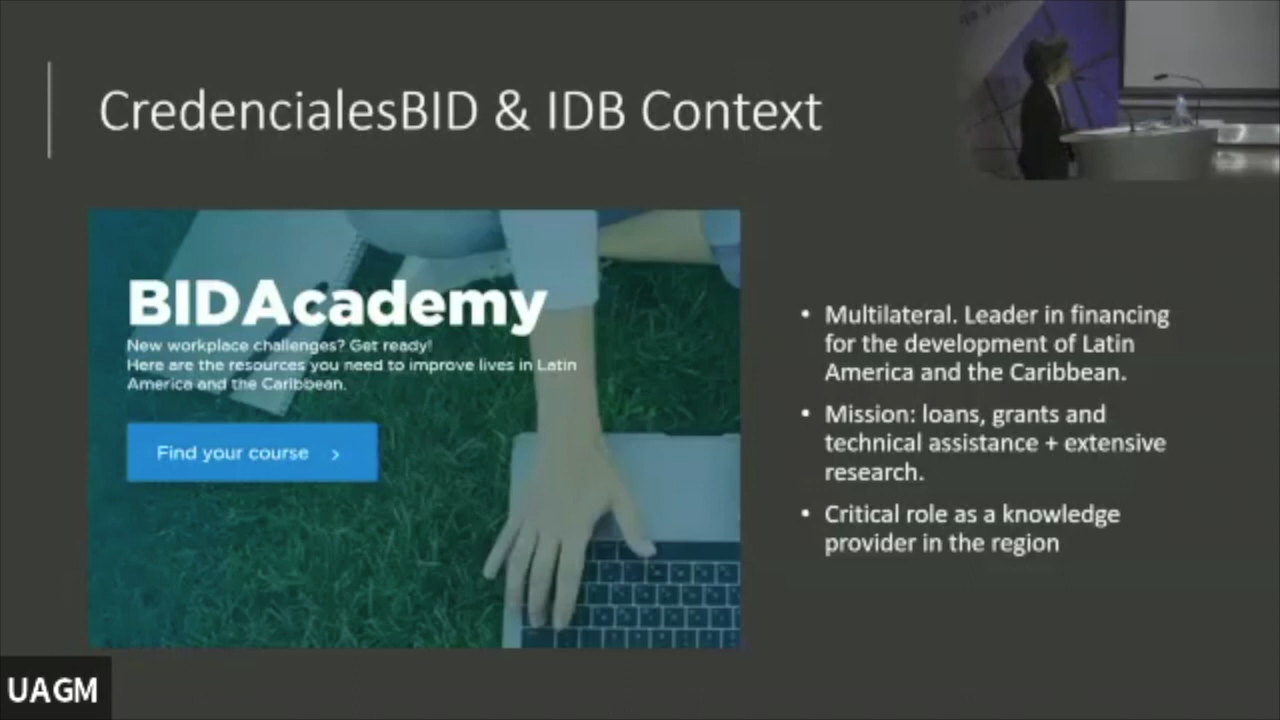 CredencialesBID & IDB Context
BIDAcademy
New workplace challenges? Get ready!
Here are the resources you need to improve lives in Latin
America and the Caribbean.
Find your course
• Multilateral. Leader in financing
for the development of Latin
America and the Caribbean.
• Mission: loans, grants and
technical assistance + extensive
research.
• Critical role as a knowledge
provider in the region
UAGM